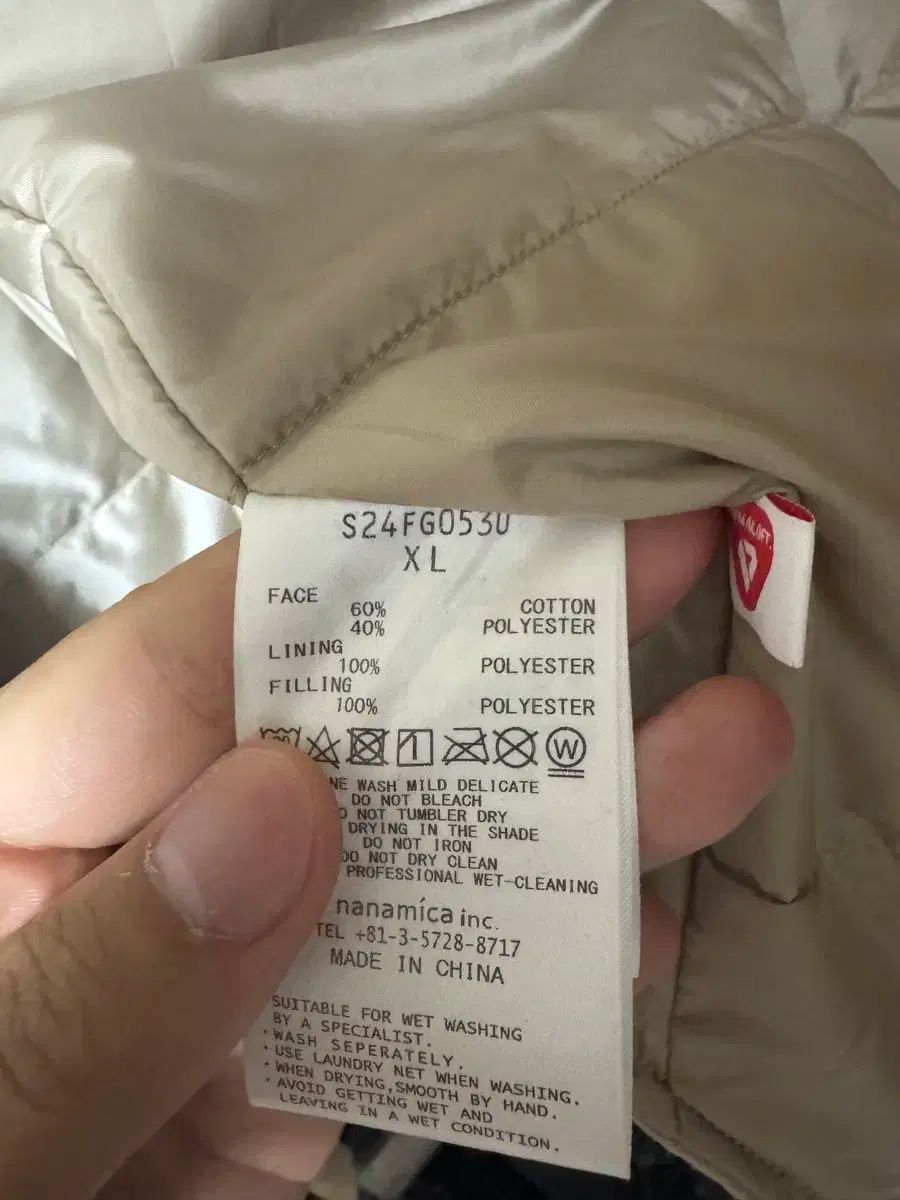 S24FG0530
XL
FACE
60% COTTON
40% POLYESTER
LINING
100% POLYESTER
FILLING
100% POLYESTER
W
WASH MILD DELICATE
DO NOT BLEACH
NOT TUMBLER DRY
DRYING IN THE SHADE
DO NOT IRON
DO NOT DRY CLEAN
PROFESSIONAL WET-CLEANING
nanamica inc.
TEL +81-3-5728-8717
MADE IN CHINA
SUITABLE FOR WET WASHING
BY A SPECIALIST.
・WASH SEPERATELY.
・USE LAUNDRY NET WHEN WASHING.
・WHEN DRYING,SMOOTH BY HAND.
・AVOID GETTING WET AND
LEAVING IN A WET CONDITION.